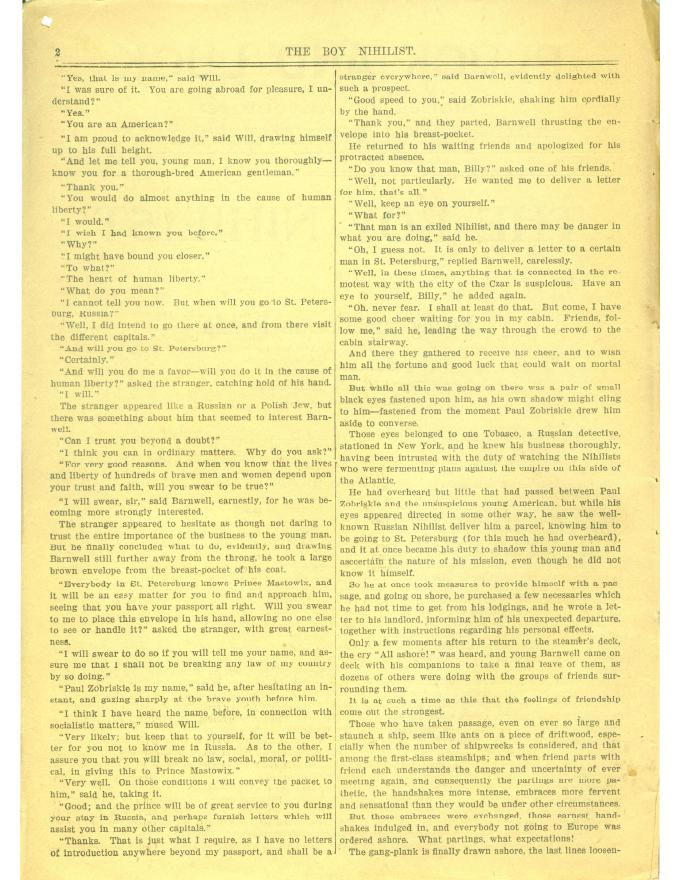 2
THE BOY NIHILIST.
"Yes, that is my name," said Will.
"I was sure of it. You are going abroad for pleasure, I un-
derstand?"
"Yes."
"You are an American?"
"I am proud to acknowledge it," said Will, drawing himself
up to his full height.
"And let me tell you, young man, I know you thoroughly—
know you for a thorough-bred American gentleman."
"Thank you."
"You would do almost anything in the cause of human
liberty?"
"I would."
"I wish I had known you before."
"Why?"
"I might have bound you closer."
"To what?"
"The heart of human liberty."
"What do you mean?"
"I cannot tell you now. But when will you go to St. Peters-
burg, Russia?"
"Well, I did intend to go there at once, and from there visit
the different capitals."
"And will you go to St. Petersburg?"
"Certainly."
"And will you do me a favor—will you do it in the cause of
human liberty?" asked the stranger, catching hold of his hand.
"I will."
The stranger appeared like a Russian or a Polish Jew, but
there was something about him that seemed to interest Barn-
well.
"Can I trust you beyond a doubt?"
"I think you can in ordinary matters. Why do you ask?"
"For very good reasons. And when you know that the lives
and liberty of hundreds of brave men and women depend upon
your trust and faith, will you swear to be true?"
"I will swear, sir," said Barnwell, earnestly, for he was be-
coming more strongly interested.
The stranger appeared to hesitate as though not daring to
trust the entire importance of the business to the young man.
But he finally concluded what to do, evidently, and drawing
Barnwell still further away from the throng, he took a large
brown envelope from the breast-pocket of his coat.
"Everybody in St. Petersburg knows Prince Mastowix, and
it will be an easy matter for you to find and approach him,
seeing that you have your passport all right. Will you swear
to me to place this envelope in his hand, allowing no one else
to see or handle it?" asked the stranger, with great earnest-
ness.
"I will swear to do so if you will tell me your name, and as-
sure me that I shall not be breaking any law of my country
by so doing."
"Paul Zobriskie is my name," said he, after hesitating an in-
stant, and gazing sharply at the brave youth before him.
"I think I have heard the name before, in connection with
socialistic matters," mused Will.
"Very likely; but keep that to yourself, for it will be bet-
ter for you not to know me in Russia. As to the other, I
assure you that you will break no law, social, moral, or politi-
cal, in giving this to Prince Mastowix."
"Very well. On those conditions I will convey the packet to
him," said he, taking it.
"Good; and the prince will be of great service to you during
your stay in Russia, and perhaps furnish letters which will
assist you in many other capitals."
"Thanks. That is just what I require, as I have no letters
of introduction anywhere beyond my passport, and shall be a
stranger everywhere," said Barnwell, evidently delighted with
such a prospect.
"Good speed to you," said Zobriskie, shaking him cordially
by the hand.
"Thank you," and they parted, Barnwell thrusting the en-
velope into his breast-pocket.
He returned to his waiting friends and apologized for his
protracted absence.
"Do you know that man, Billy?" asked one of his friends.
"Well, not particularly. He wanted me to deliver a letter
for him, that's all."
"Well, keep an eye on yourself."
"What for?"
"That man is an exiled Nihilist, and there may be danger in
what you are doing," said he.
"Oh, I guess not. It is only to deliver a letter to a certain
man in St. Petersburg," replied Barnwell, carelessly.
"Well, in these times, anything that is connected in the re-
motest way with the city of the Czar is suspicious. Have an
eye to yourself, Billy," he added again.
"Oh, never fear. I shall at least do that. But come, I have
some good cheer waiting for you in my cabin. Friends, fol-
low me," said he, leading the way through the crowd to the
cabin stairway.
And there they gathered to receive his cheer, and to wish
him all the fortune and good luck that could wait on mortal
man.
But while all this was going on there was a pair of small
black eyes fastened upon him, as his own shadow might cling
to him—fastened from the moment Paul Zobriskie drew him
aside to converse.
Those eyes belonged to one Tobasco, a Russian detective,
stationed in New York, and he knew his business thoroughly,
having been intrusted with the duty of watching the Nihilists
who were fermenting plans against the empire on this side of
the Atlantic.
He had overheard but little that had passed between Paul
Zobriskie and the unsuspicious young American, but while his
eyes appeared directed in some other way, he saw the well-
known Russian Nihilist deliver him a parcel, knowing him to
be going to St. Petersburg (for this much he had overheard),
and it at once became his duty to shadow this young man and
asccertain the nature of his mission, even though he did not
know it himself.
So he at once took measures to provide himself with a pas-
sage, and going on shore, he purchased a few necessaries which
he had not time to get from his lodgings, and he wrote a let-
ter to his landlord, informing him of his unexpected departure,
together with instructions regarding his personal effects.
Only a few moments after his return to the steamer's deck,
the cry "All ashore!" was heard, and young Barnwell came on
deck with his companions to take a final leave of them, as
dozens of others were doing with the groups of friends sur-
rounding them.
It is at such a time as this that the feelings of friendship
come out the strongest.
Those who have taken passage, even on ever so large and
staunch a ship, seem like ants on a piece of driftwood, espe-
cially when the number of shipwrecks is considered, and that
among the first-class steamships; and when friend parts with
friend each understands the danger and uncertainty of ever
meeting again, and consequently the partings are more pa-
thetic, the handshakes more intense, embraces more fervent
and sensational than they would be under other circumstances.
But those embraces were exchanged, those earnest hand-
shakes indulged in, and everybody not going to Europe was
ordered ashore. What partings, what expectations!
The gang-plank is finally drawn ashore, the last lines loosen-